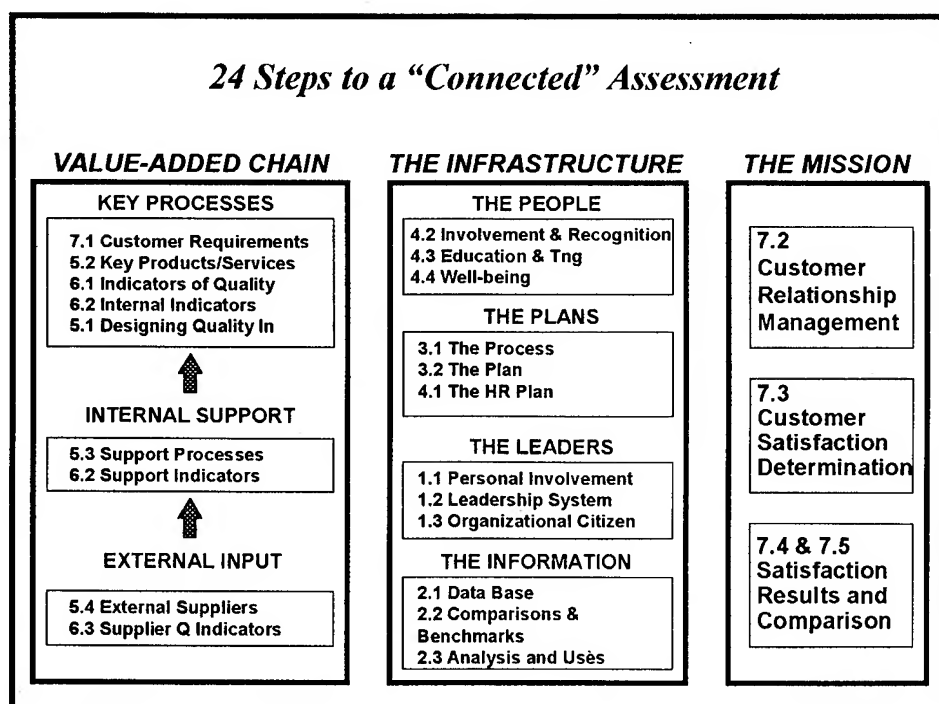 24 Steps to a “Connected” Assessment
VALUE-ADDED CHAIN
KEY PROCESSES
7.1 Customer Requirements
5.2 Key Products/Services
6.1 Indicators of Quality
6.2 Internal Indicators
5.1 Designing Quality In
INTERNAL SUPPORT
5.3 Support Processes
6.2 Support Indicators
EXTERNAL INPUT
5.4 External Suppliers
6.3 Supplier Q Indicators
THE INFRASTRUCTURE
THE PEOPLE
4.2 Involvement & Recognition
4.3 Education & Tng
4.4 Well-being
THE PLANS
3.1 The Process
3.2 The Plan
4.1 The HR Plan
THE LEADERS
1.1 Personal Involvement
1.2 Leadership System
1.3 Organizational Citizen
THE INFORMATION
2.1 Data Base
2.2 Comparisons &
Benchmarks
2.3 Analysis and Usès
THE MISSION
7.2
Customer
Relationship
Management
7.3
Customer
Satisfaction
Determination
7.4 & 7.5
Satisfaction
Results and
Comparison